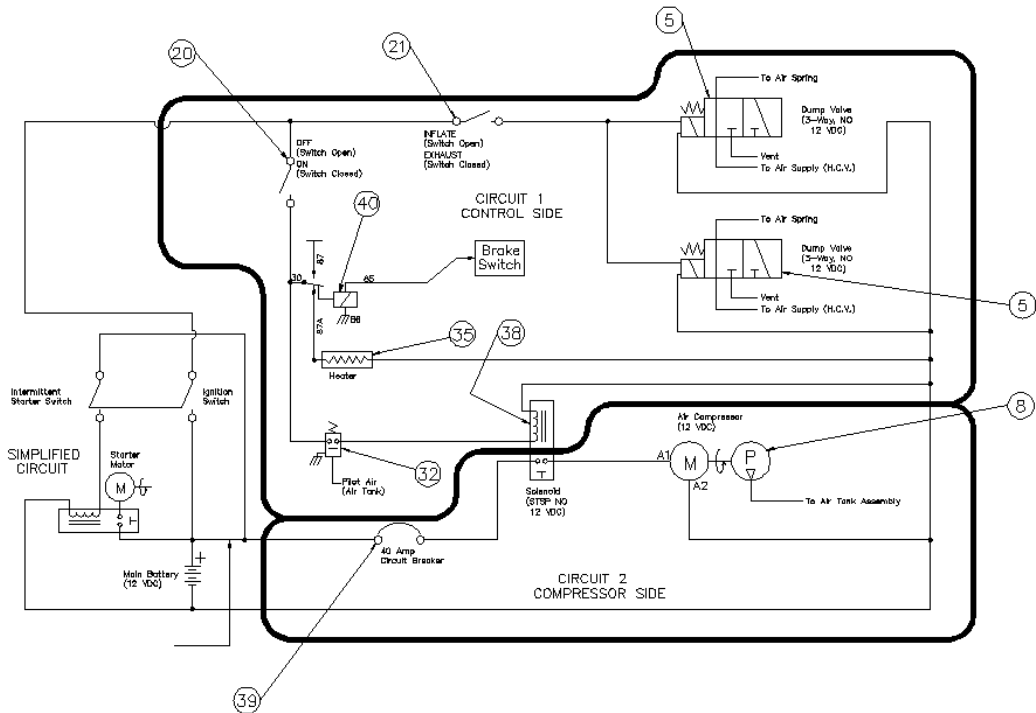 5
21
20
To Air Spring
Dump Valve
(3-Way, NO
12 VDC)
Vent
To Air Supply (H.C.V.)
OFF
(Switch Open)
ON
(Switch Closed)
INFLATE
(Switch Open)
EXHAUST
(Switch Closed)
CIRCUIT 1
CONTROL SIDE
40
Brake
Switch
To Air Spring
Dump Valve
(3-Way, NO
12 VDC)
Vent
To Air Supply (H.C.V.)
5
87
30
87A
35
38
Heater
Intermittent
Starter Switch
Ignition
Switch
SIMPLIFIED
CIRCUIT
Starter
Motor
M
Pilot Air
(Air Tank)
32
Solenoid
(STSP NO
12 VDC)
Air Compressor
(12 VDC)
A1
M
A2
P
8
To Air Tank Assembly
40 Amp
Circuit Breaker
Main Battery
(12 VDC)
+
CIRCUIT 2
COMPRESSOR SIDE
39